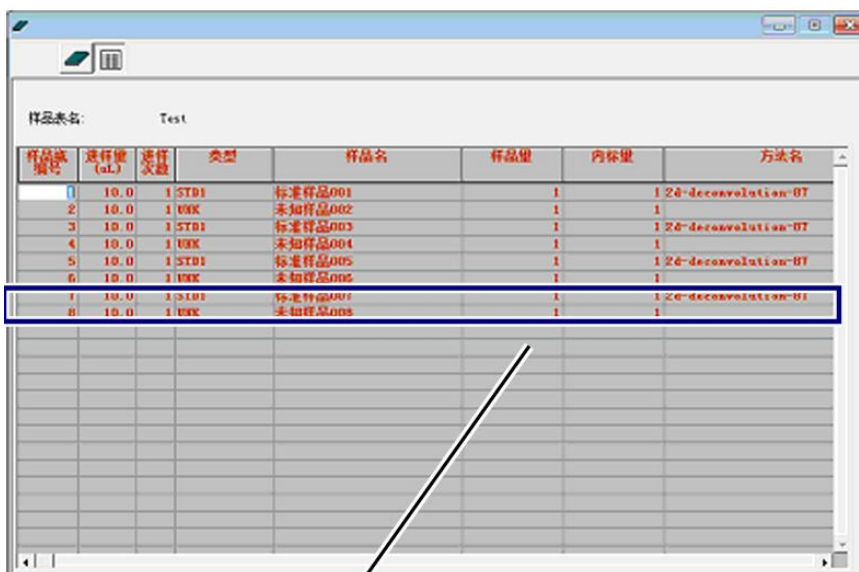 样品表名: Test
样品瓶编号 进样量(uL) 进样次数 类型 样品名 样品量 内标量 方法名
1 10.0 1 STD1 标准样品001 1 1 2d-deconvolution-07
2 10.0 1 UNK 未知样品002 1 1
3 10.0 1 STD1 标准样品003 1 1 2d-deconvolution-07
4 10.0 1 UNK 未知样品004 1 1
5 10.0 1 STD1 标准样品005 1 1 2d-deconvolution-07
6 10.0 1 UNK 未知样品006 1 1
7 10.0 1 STD1 标准样品007 1 1 2d-deconvolution-07
8 10.0 1 UNK 未知样品008 1 1